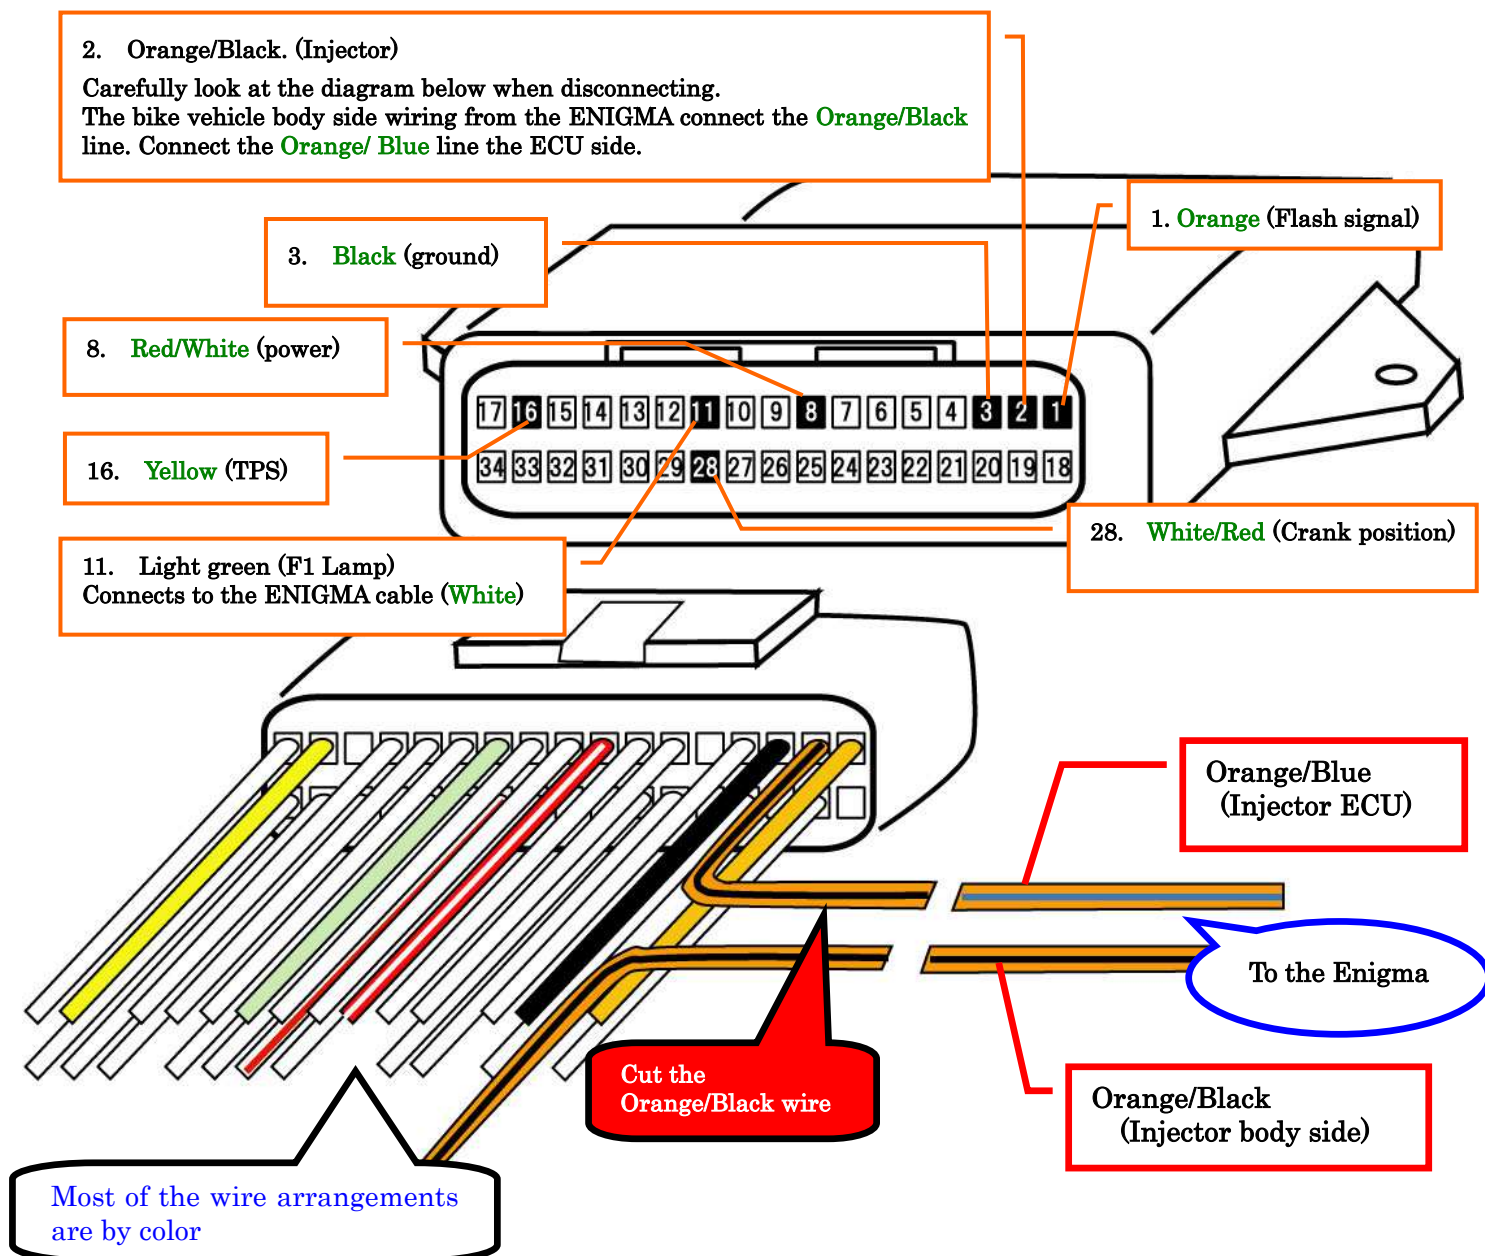 2. Orange/Black. (Injector)
Carefully look at the diagram below when disconnecting.
The bike vehicle body side wiring from the ENIGMA connect the Orange/Black
line. Connect the Orange/ Blue line the ECU side.
1. Orange (Flash signal)
3. Black (ground)
8. Red/White (power)
16. Yellow (TPS)
17 16 15 14 13 12 11 10 9 8 7 6 5 4 3 2 1
34 33 32 31 30 29 28 27 26 25 24 23 22 21 20 19 18
28. White/Red (Crank position)
11. Light green (F1 Lamp)
Connects to the ENIGMA cable (White)
Orange/Blue
(Injector ECU)
To the Enigma
Cut the
Orange/Black wire
Orange/Black
(Injector body side)
Most of the wire arrangements
are by color